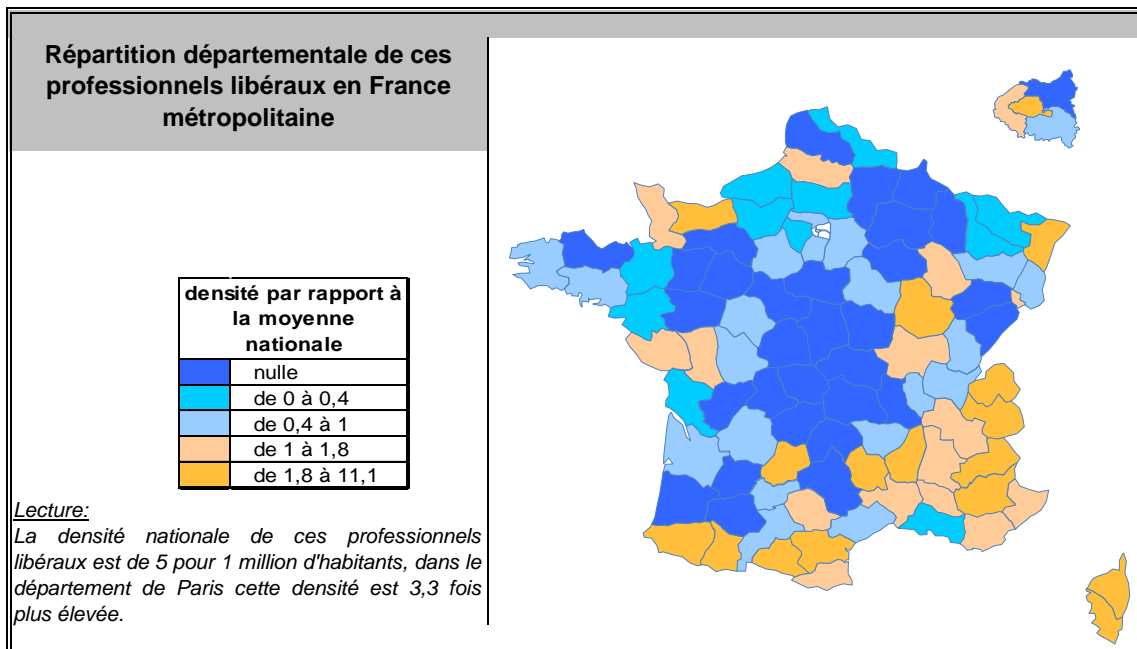 Répartition départementale de ces
professionnels libéraux en France
métropolitaine
densité par rapport à
la moyenne
nationale
nulle
de 0 à 0,4
de 0,4 à 1
de 1 à 1,8
de 1,8 à 11,1
Lecture:
La densité nationale de ces professionnels
libéraux est de 5 pour 1 million d'habitants, dans le
département de Paris cette densité est 3,3 fois
plus élevée.